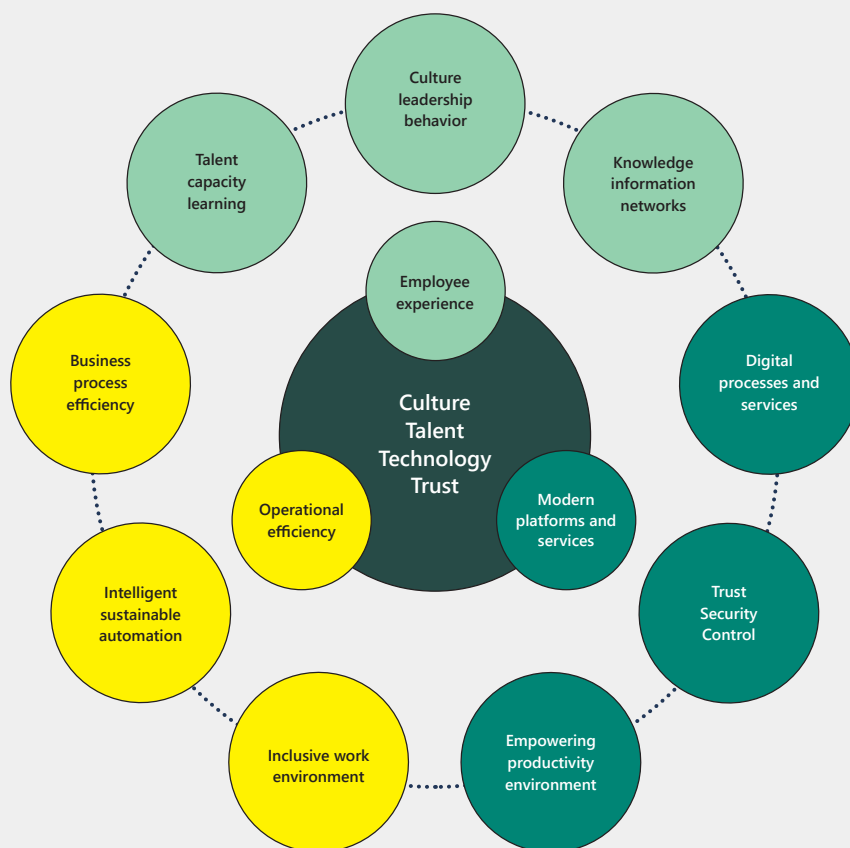 Culture
leadership
behavior
Talent
capacity
learning
Knowledge
information
networks
Employee
experience
Business
process
efficiency
Digital
processes and
services
Culture
Talent
Technology
Trust
Operational
efficiency
Modern
platforms and
services
Intelligent
sustainable
automation
Trust
Security
Control
Inclusive work
environment
Empowering
productivity
environment